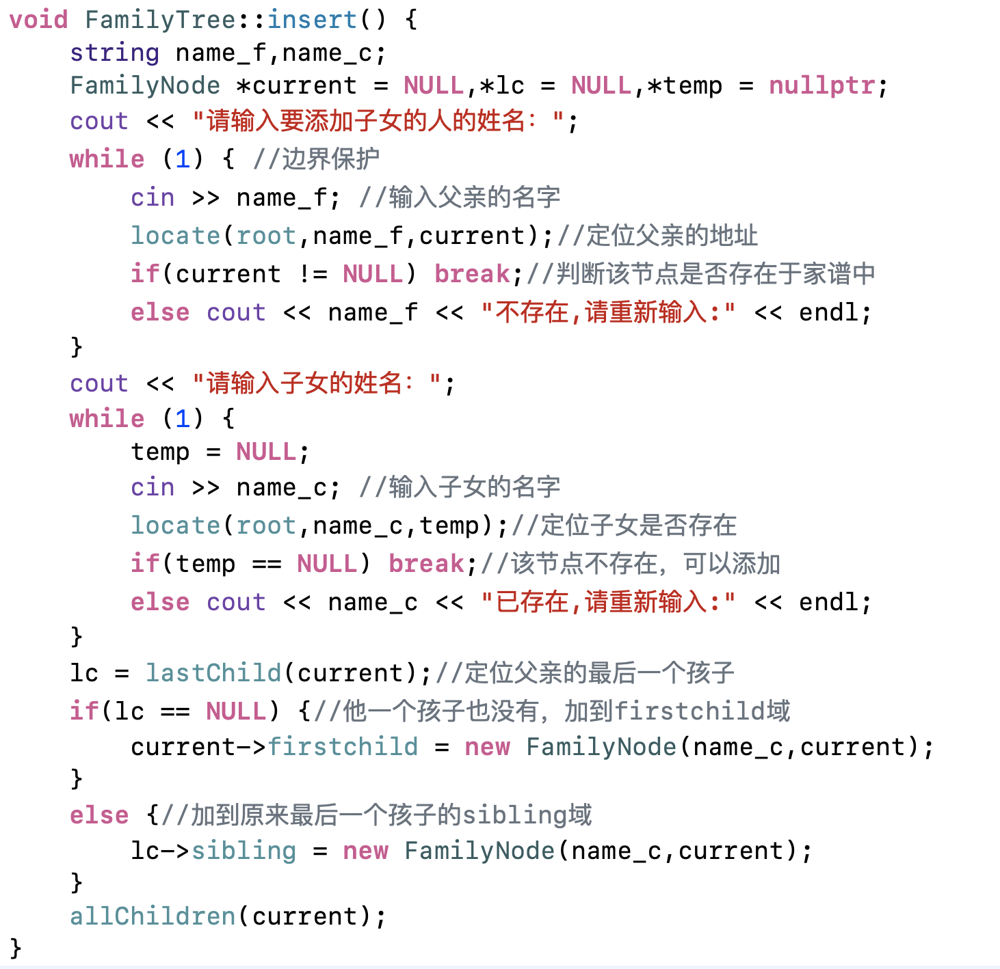 void FamilyTree::insert() {
    string name_f,name_c;
    FamilyNode *current = NULL,*lc = NULL,*temp = nullptr;
    cout << "请输入要添加子女的人的姓名：";
    while (1) { //边界保护
        cin >> name_f; //输入父亲的名字
        locate(root,name_f,current);//定位父亲的地址
        if(current != NULL) break;//判断该节点是否存在于家谱中
        else cout << name_f << "不存在,请重新输入:" << endl;
    }
    cout << "请输入子女的姓名：";
    while (1) {
        temp = NULL;
        cin >> name_c; //输入子女的名字
        locate(root,name_c,temp);//定位子女是否存在
        if(temp == NULL) break;//该节点不存在，可以添加
        else cout << name_c << "已存在,请重新输入:" << endl;
    }
    lc = lastChild(current);//定位父亲的最后一个孩子
    if(lc == NULL) {//他一个孩子也没有，加到firstchild域
        current->firstchild = new FamilyNode(name_c,current);
    }
    else {//加到原来最后一个孩子的sibling域
        lc->sibling = new FamilyNode(name_c,current);
    }
    allChildren(current);
}